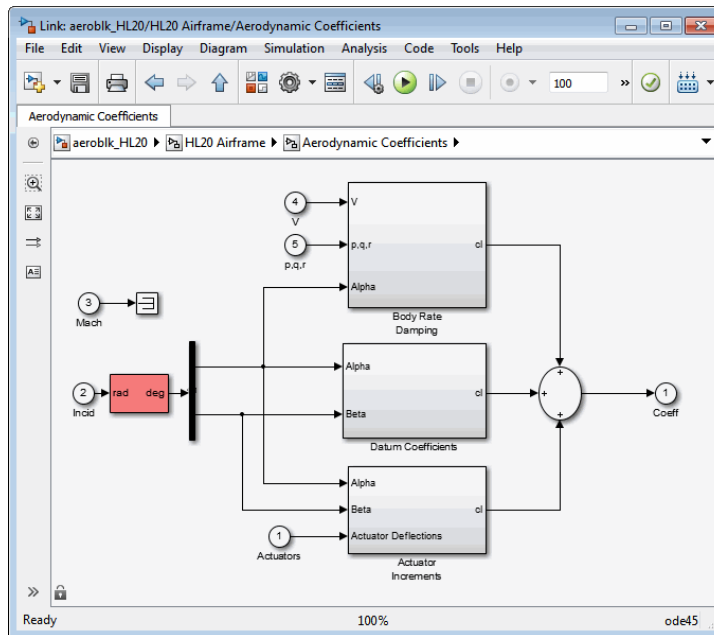 Link: aeroblk_HL20/HL20 Airframe/Aerodynamic Coefficients
File Edit View Display Diagram Simulation Analysis Code Tools Help
100 »
Aerodynamic Coefficients
aeroblk_HL20 HL20 Airframe Aerodynamic Coefficients
4
V
V
5
p,q,r
p,q,r
cl
Alpha
Body Rate
Damping
3
Mach
2
Incid
rad deg
Alpha
Beta
cl
Datum Coefficients
+
+
+
1
Coeff
Alpha
Beta
cl
1
Actuators
Actuator Deflections
Actuator
Increments
»
Ready 100% ode45